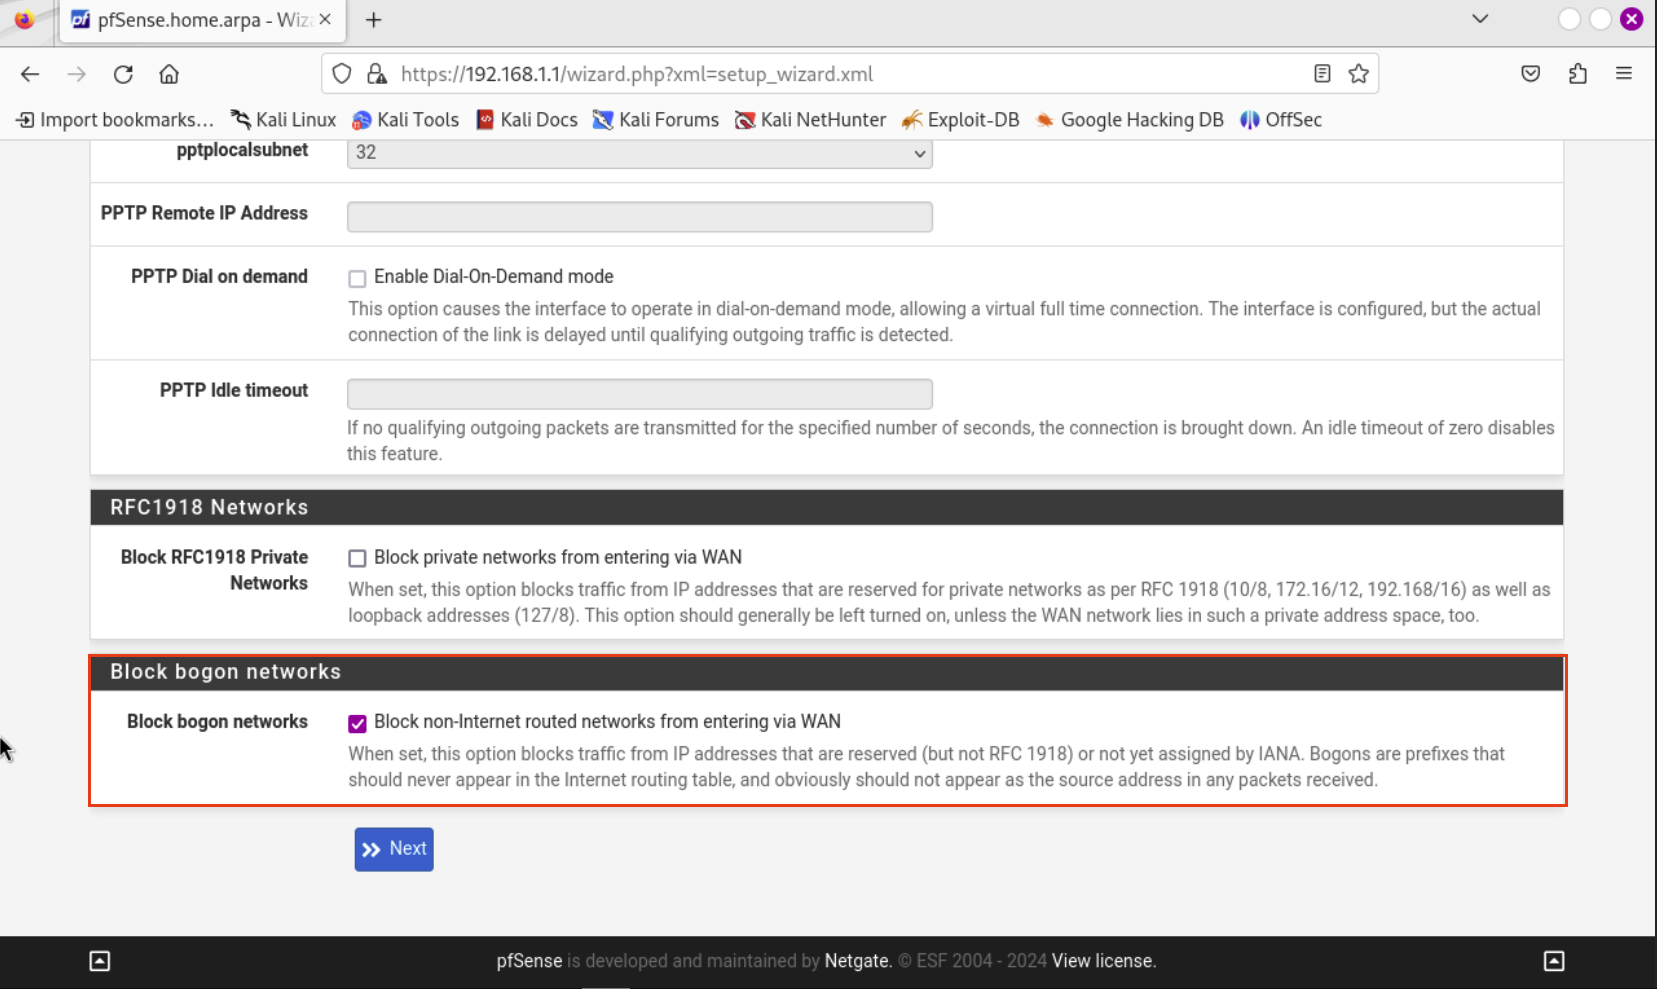 pfSense.home.arpa - Wiz
https://192.168.1.1/wizard.php?xml=setup_wizard.xml
Import bookmarks... Kali Linux Kali Tools Kali Docs Kali Forums Kali NetHunter Exploit-DB Google Hacking DB OffSec
pptplocalsubnet 32
PPTP Remote IP Address
PPTP Dial on demand Enable Dial-On-Demand mode
This option causes the interface to operate in dial-on-demand mode, allowing a virtual full time connection. The interface is configured, but the actual
connection of the link is delayed until qualifying outgoing traffic is detected.
PPTP Idle timeout
If no qualifying outgoing packets are transmitted for the specified number of seconds, the connection is brought down. An idle timeout of zero disables
this feature.
RFC1918 Networks
Block RFC1918 Private
Networks
Block private networks from entering via WAN
When set, this option blocks traffic from IP addresses that are reserved for private networks as per RFC 1918 (10/8, 172.16/12, 192.168/16) as well as
loopback addresses (127/8). This option should generally be left turned on, unless the WAN network lies in such a private address space, too.
Block bogon networks
Block bogon networks Block non-Internet routed networks from entering via WAN
When set, this option blocks traffic from IP addresses that are reserved (but not RFC 1918) or not yet assigned by IANA. Bogons are prefixes that
should never appear in the Internet routing table, and obviously should not appear as the source address in any packets received.
Next
pfSense is developed and maintained by Netgate. © ESF 2004 - 2024 View license.